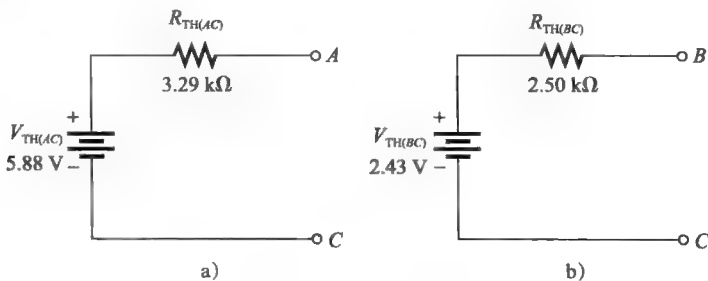 R_TH(AC)
A
3.29 kΩ
+
V_TH(AC)
5.88 V
–
C
a)
R_TH(BC)
B
2.50 kΩ
+
V_TH(BC)
2.43 V
–
C
b)